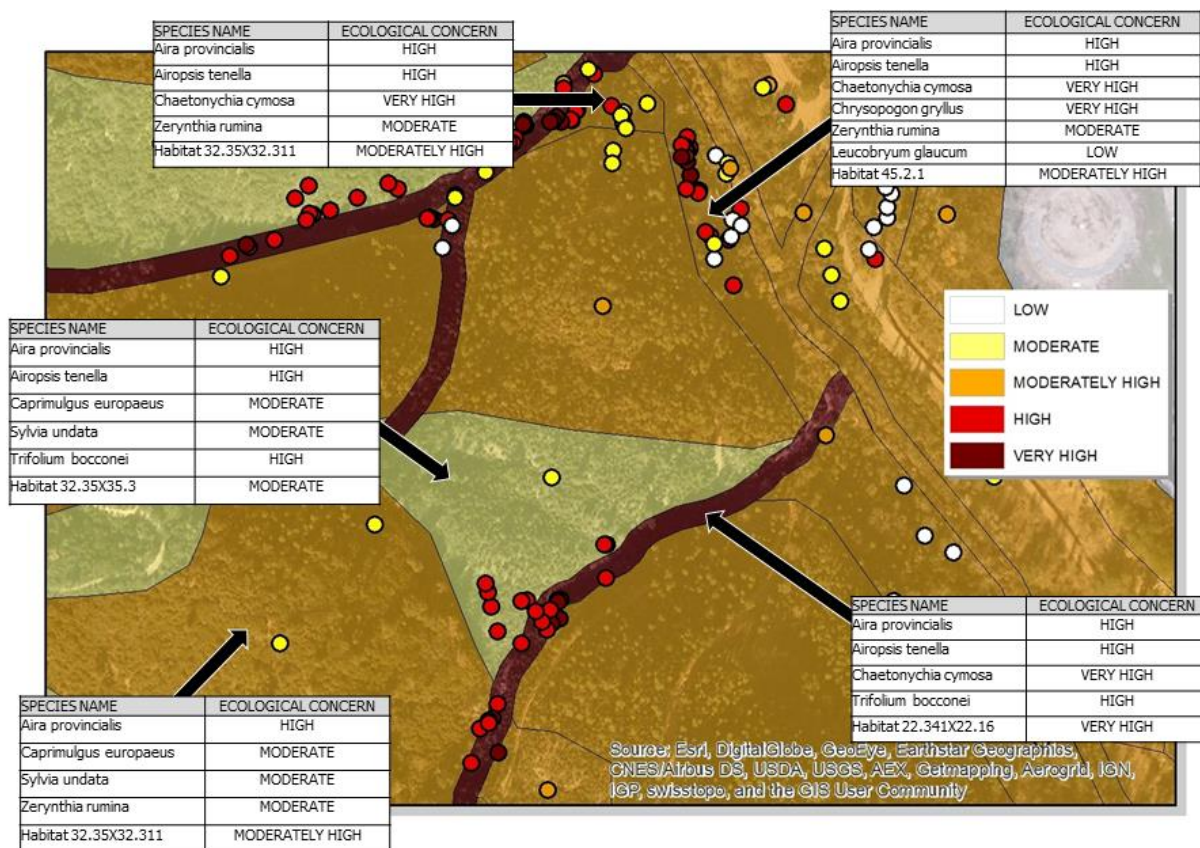 SPECIES NAME ECOLOGICAL CONCERN
Aira provincialis HIGH
Airopsis tenella HIGH
Chaetonychia cymosa VERY HIGH
Zerynthia rumina MODERATE
Habitat 32.35X32.311 MODERATELY HIGH
SPECIES NAME ECOLOGICAL CONCERN
Aira provincialis HIGH
Airopsis tenella HIGH
Chaetonychia cymosa VERY HIGH
Chrysopogon gryllus VERY HIGH
Zerynthia rumina MODERATE
Leucobryum glaucum LOW
Habitat 45.2.1 MODERATELY HIGH
LOW
MODERATE
MODERATELY HIGH
HIGH
VERY HIGH
SPECIES NAME ECOLOGICAL CONCERN
Aira provincialis HIGH
Airopsis tenella HIGH
Caprimulgus europaeus MODERATE
Sylvia undata MODERATE
Trifolium bocconei HIGH
Habitat 32.35X35.3 MODERATE
SPECIES NAME ECOLOGICAL CONCERN
Aira provincialis HIGH
Airopsis tenella HIGH
Chaetonychia cymosa VERY HIGH
Trifolium bocconei HIGH
Habitat 22.341X22.16 VERY HIGH
SPECIES NAME ECOLOGICAL CONCERN
Aira provincialis HIGH
Caprimulgus europaeus MODERATE
Sylvia undata MODERATE
Zerynthia rumina MODERATE
Habitat 32.35X32.311 MODERATELY HIGH
Source: Esri, DigitalGlobe, GeoEye, Earthstar Geographics,
CNES/Airbus DS, USDA, USGS, AEX, Getmapping, Aerogrid, IGN,
IGP, swisstopo, and the GIS User Community